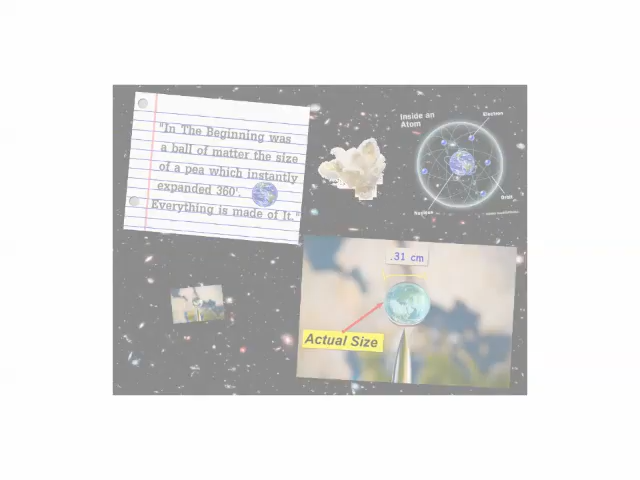 "In The Beginning was
a ball of matter the size
of a pea which instantly
expanded 360'.
Everything is made of It."
Inside an
Atom
Electron
Orbit
Nucleus
.31 cm
Actual Size